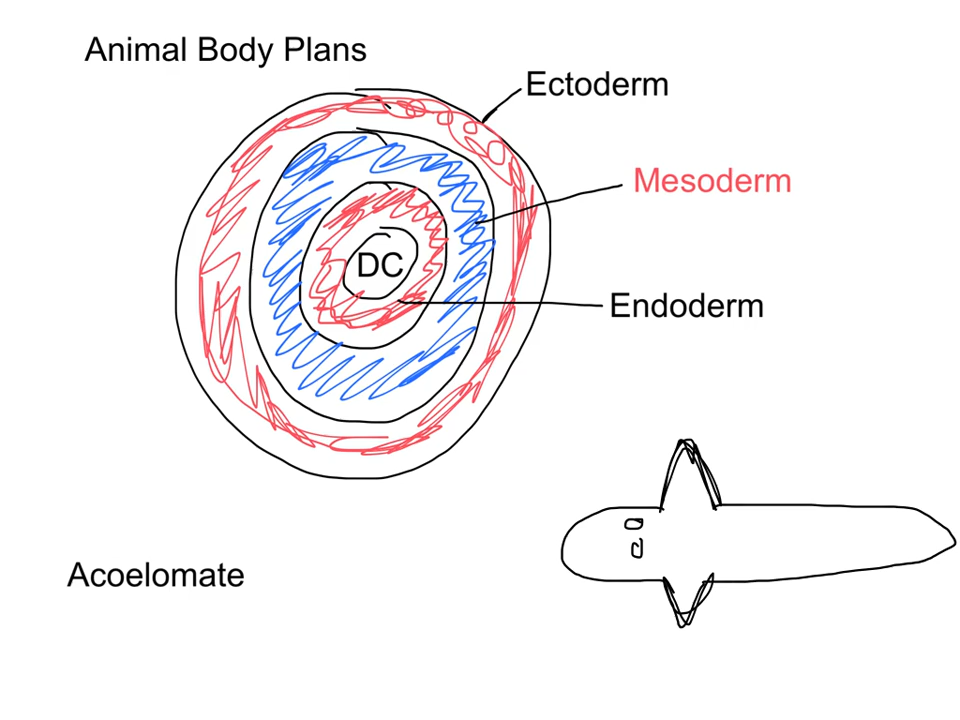 Animal Body Plans
Ectoderm
Mesoderm
DC
Endoderm
Acoelomate